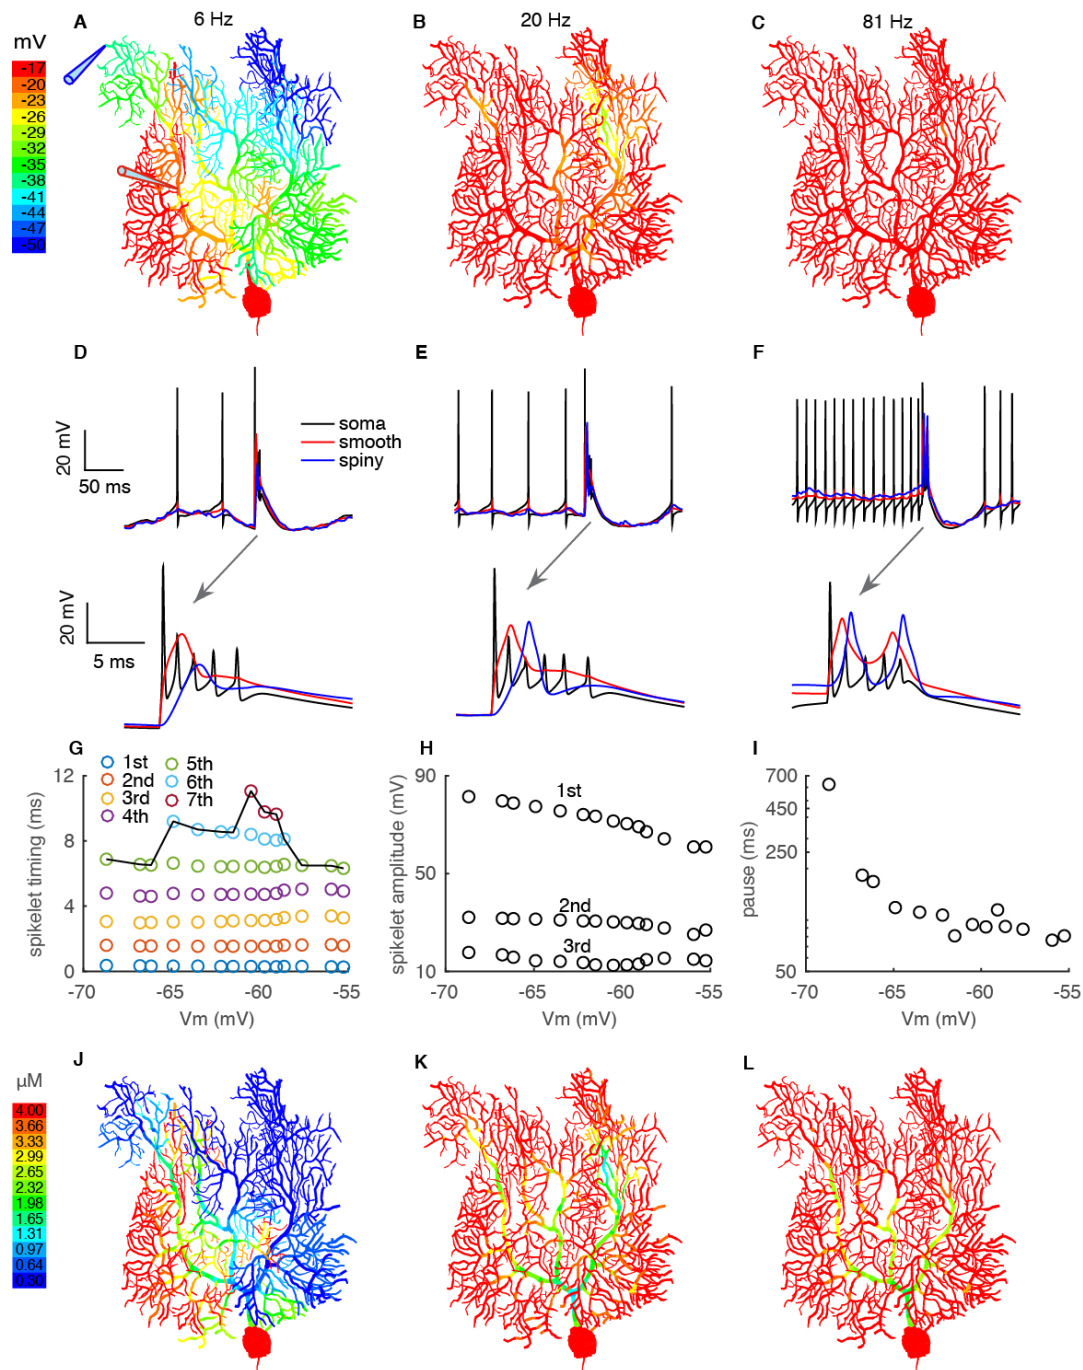 A 6 Hz
B 20 Hz
C 81 Hz
mV
-17
-20
-23
-26
-29
-32
-35
-38
-41
-44
-47
-50
D
E
F
20 mV
50 ms
soma
smooth
spiny
20 mV
5 ms
G
1st
2nd
3rd
4th
5th
6th
7th
12
8
4
0
spikelet timing (ms)
-70 -65 -60 -55
Vm (mV)
H
90
50
10
spikelet amplitude (mV)
1st
2nd
3rd
-70 -65 -60 -55
Vm (mV)
I
700
450
250
50
pause (ms)
-70 -65 -60 -55
Vm (mV)
J
K
L
μM
4.00
3.66
3.33
2.99
2.65
2.32
1.98
1.65
1.31
0.97
0.64
0.30